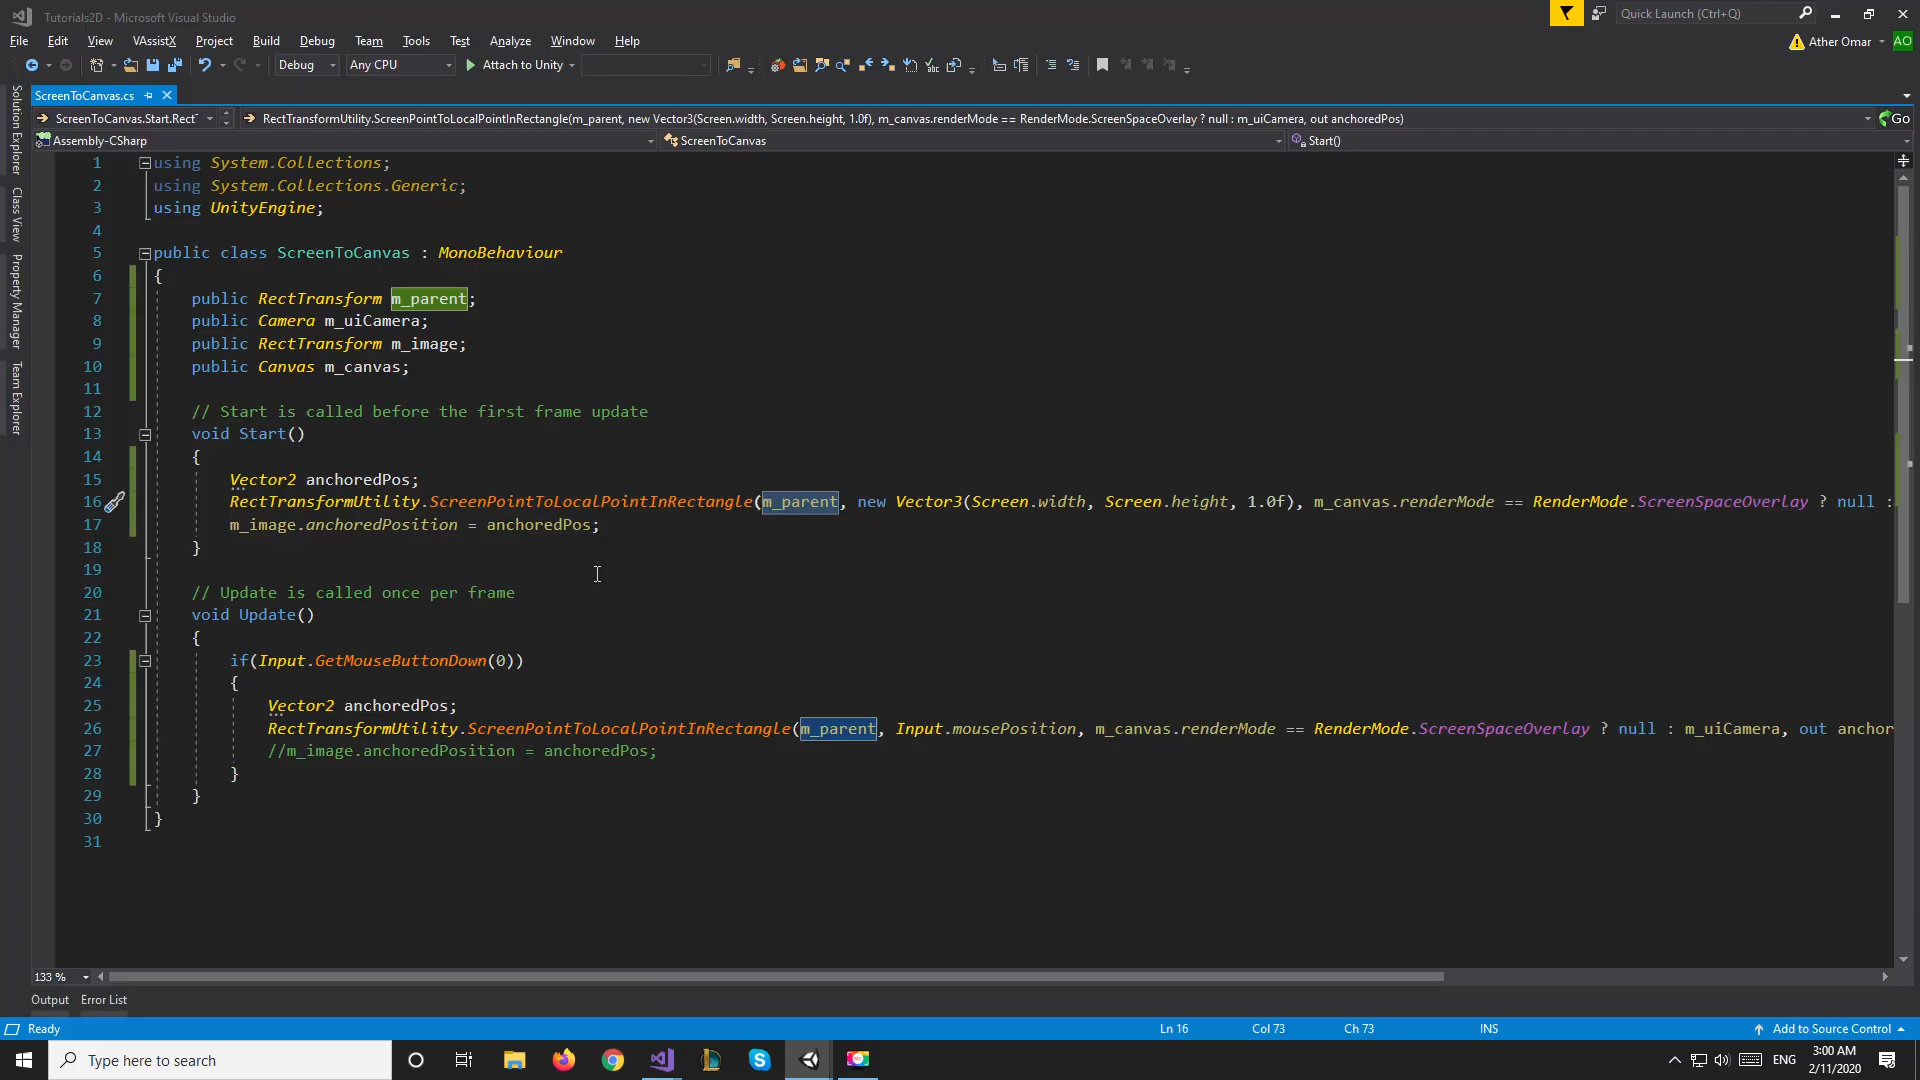 Tutorials2D - Microsoft Visual Studio
Quick Launch (Ctrl+Q)
File Edit View VAssistX Project Build Debug Team Tools Test Analyze Window Help
Ather Omar AO
Debug Any CPU Attach to Unity
ScreenToCanvas.cs
ScreenToCanvas.Start.Rect
RectTransformUtility.ScreenPointToLocalPointInRectangle(m_parent, new Vector3(Screen.width, Screen.height, 1.0f), m_canvas.renderMode == RenderMode.ScreenSpaceOverlay ? null : m_uiCamera, out anchoredPos)
Go
Assembly-CSharp
ScreenToCanvas
Start()
Solution Explorer
Class View
Property Manager
Team Explorer
1 using System.Collections;
2 using System.Collections.Generic;
3 using UnityEngine;
4
5 public class ScreenToCanvas : MonoBehaviour
6 {
7 public RectTransform m_parent;
8 public Camera m_uiCamera;
9 public RectTransform m_image;
10 public Canvas m_canvas;
11
12 // Start is called before the first frame update
13 void Start()
14 {
15 Vector2 anchoredPos;
16 RectTransformUtility.ScreenPointToLocalPointInRectangle(m_parent, new Vector3(Screen.width, Screen.height, 1.0f), m_canvas.renderMode == RenderMode.ScreenSpaceOverlay ? null :
17 m_image.anchoredPosition = anchoredPos;
18 }
19
20 // Update is called once per frame
21 void Update()
22 {
23 if(Input.GetMouseButtonDown(0))
24 {
25 Vector2 anchoredPos;
26 RectTransformUtility.ScreenPointToLocalPointInRectangle(m_parent, Input.mousePosition, m_canvas.renderMode == RenderMode.ScreenSpaceOverlay ? null : m_uiCamera, out anchor
27 //m_image.anchoredPosition = anchoredPos;
28 }
29 }
30 }
31
133 %
Output Error List
Ready
Ln 16 Col 73 Ch 73 INS
Add to Source Control
Type here to search
ENG
3:00 AM
2/11/2020